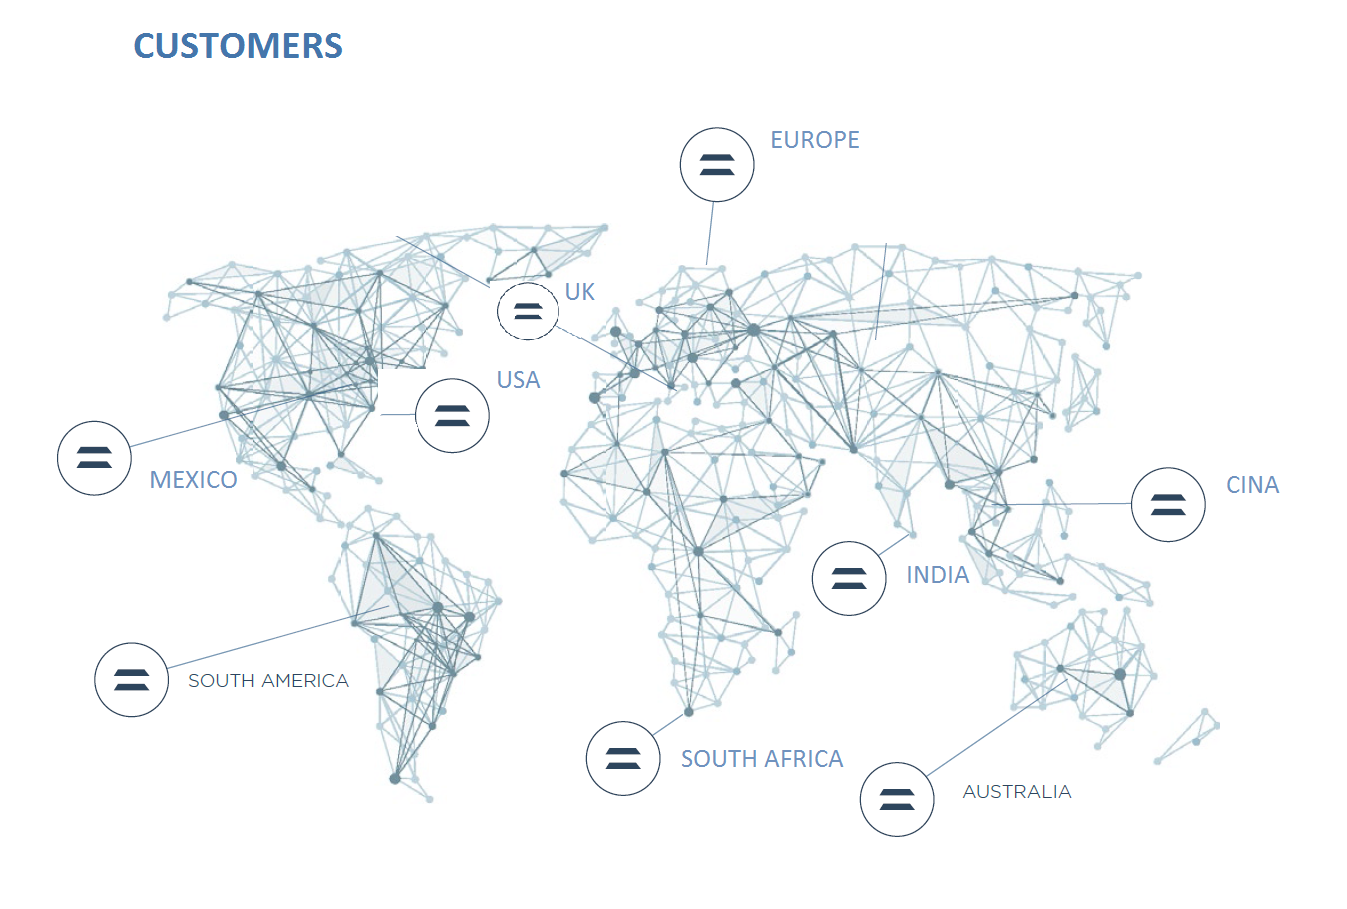 CUSTOMERS
EUROPE
UK
USA
MEXICO
CINA
INDIA
SOUTH AMERICA
SOUTH AFRICA
AUSTRALIA